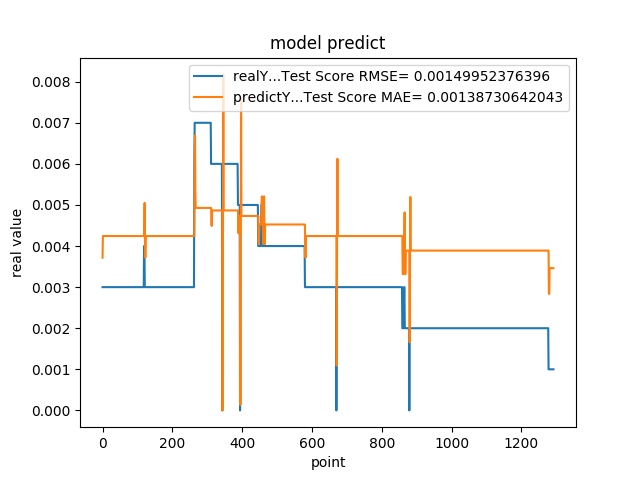 model predict
realY...Test Score RMSE= 0.00149952376396
predictY...Test Score MAE= 0.00138730642043
0.008
0.007
0.006
0.005
0.004
0.003
0.002
0.001
0.000
real value
0 200 400 600 800 1000 1200
point